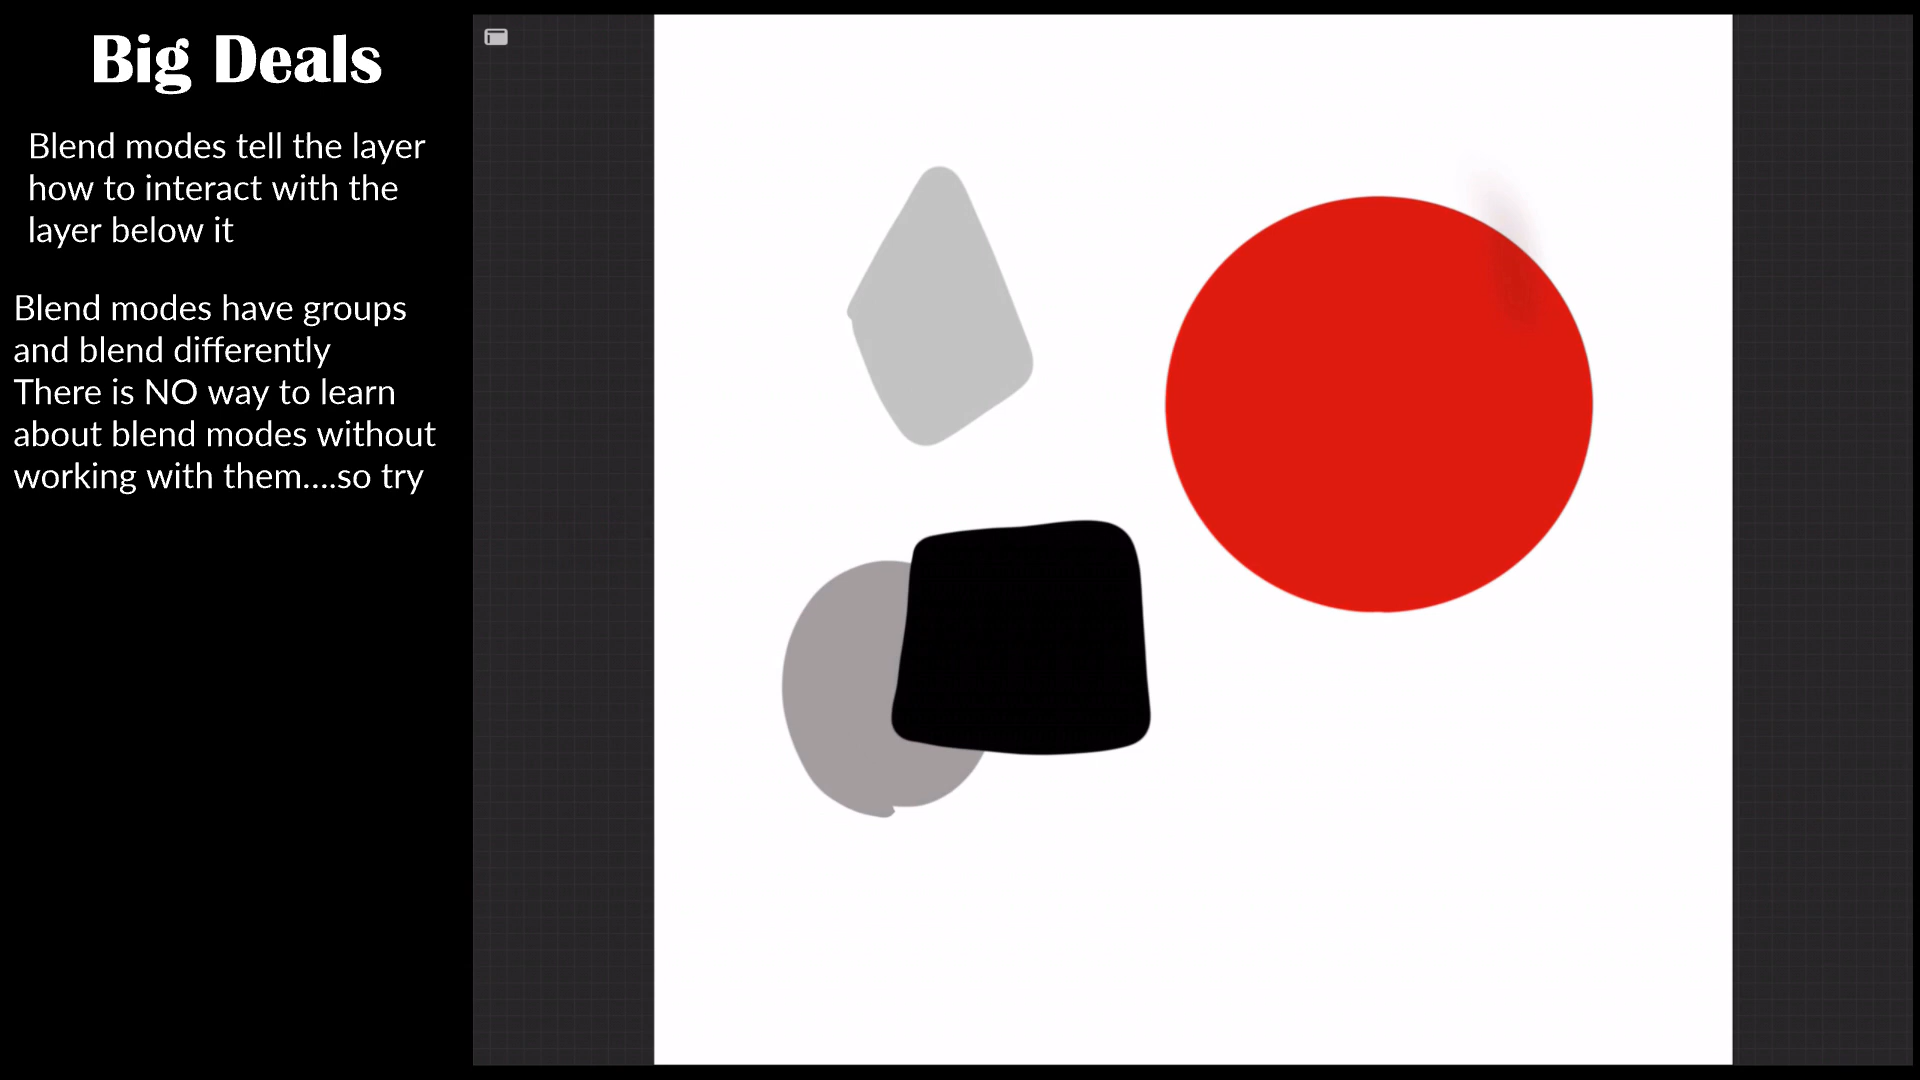 Big Deals
Blend modes tell the layer
how to interact with the
layer below it
Blend modes have groups
and blend differently
There is NO way to learn
about blend modes without
working with them....so try